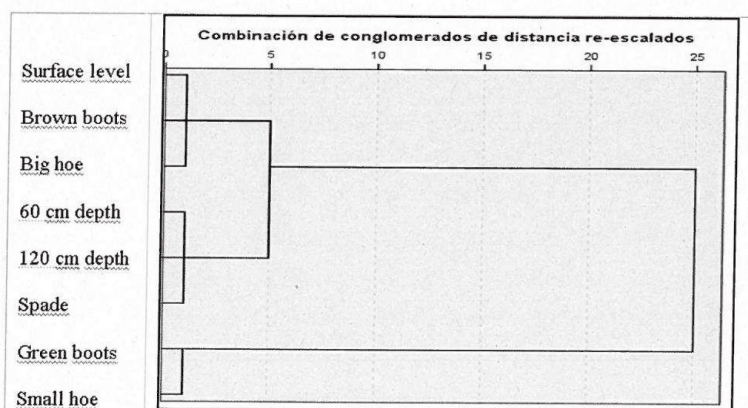 Combinación de conglomerados de distancia re-escalados
0 5 10 15 20 25
Surface level
Brown boots
Big hoe
60 cm depth
120 cm depth
Spade
Green boots
Small hoe